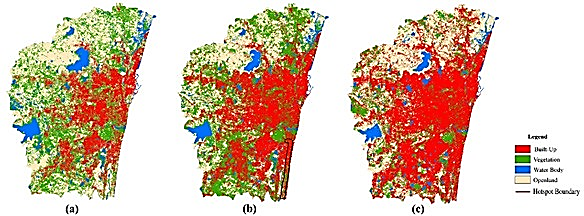 Legend
Built-Up
Vegetation
Water Body
Openland
Hotspot Boundary
(a) (b) (c)